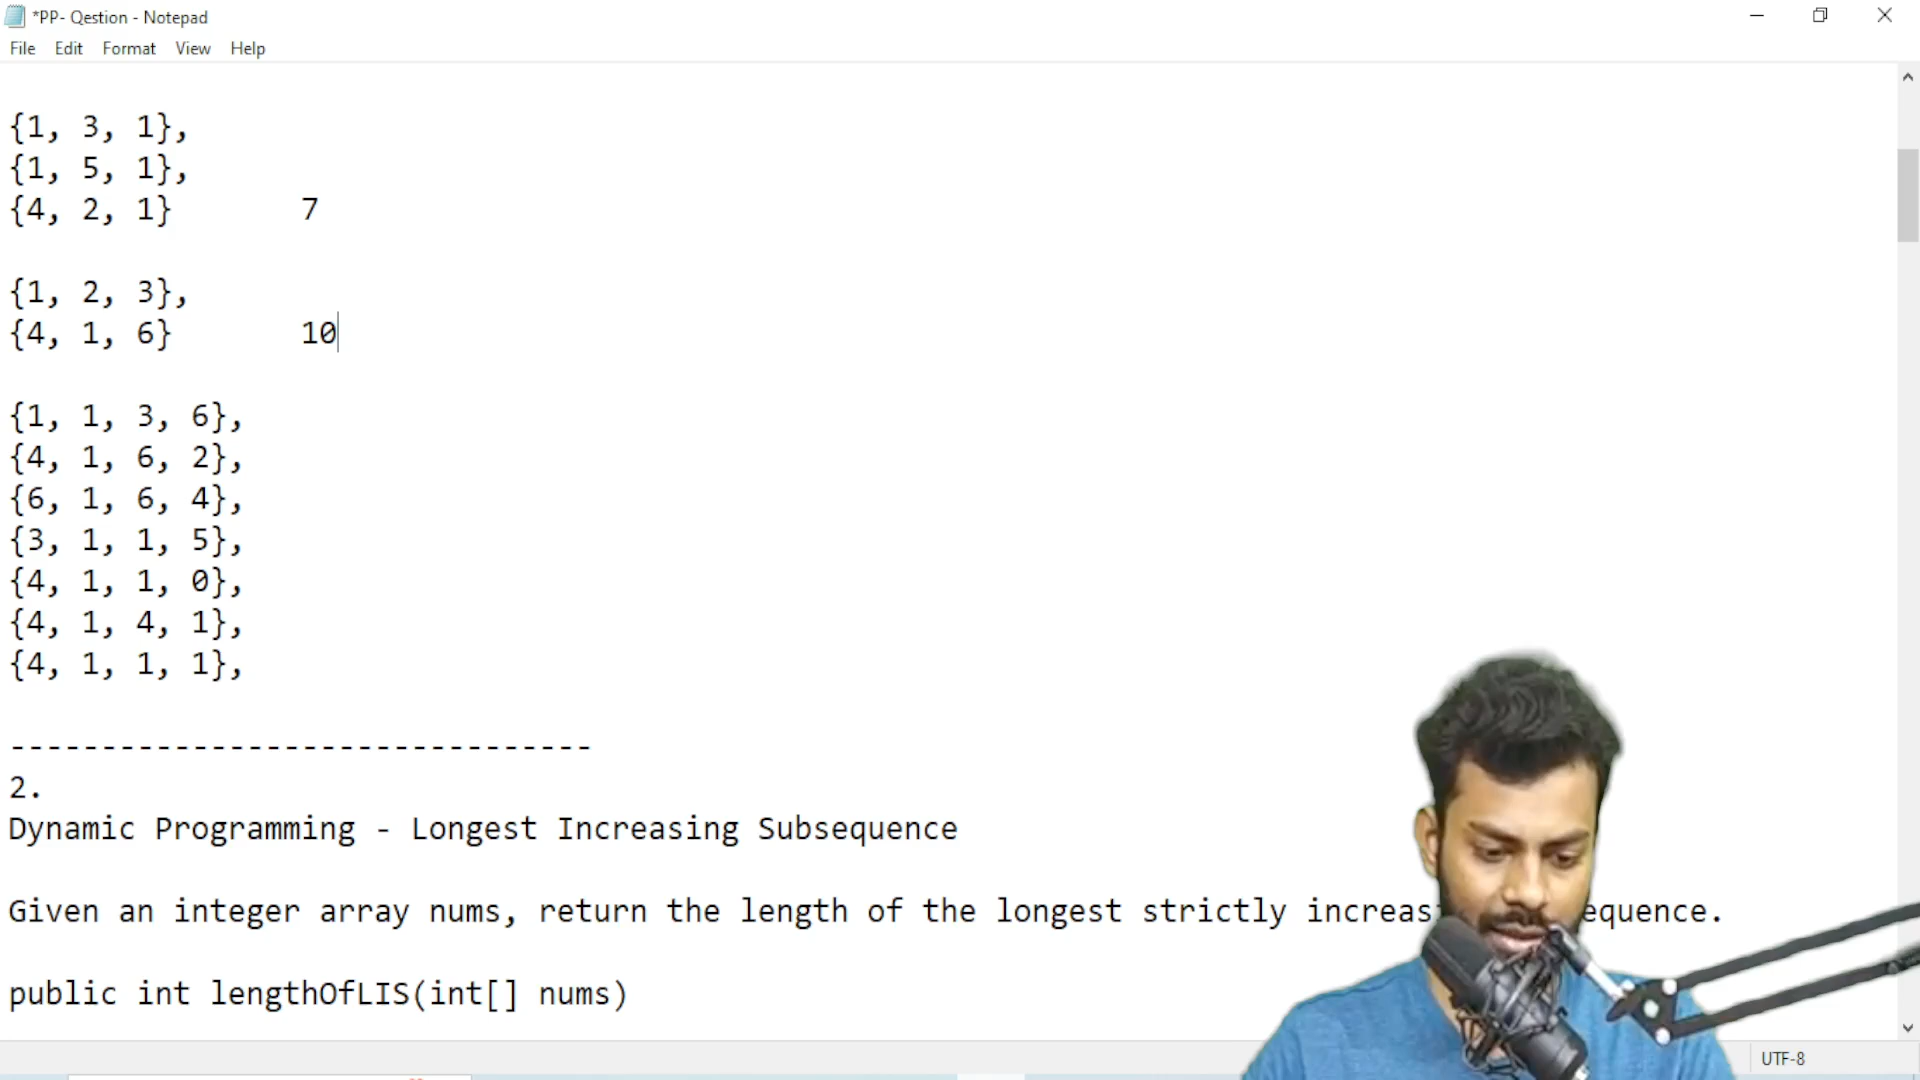 *PP- Qestion - Notepad
File Edit Format View Help
{1, 3, 1},
{1, 5, 1},
{4, 2, 1} 7
{1, 2, 3},
{4, 1, 6} 10
{1, 1, 3, 6},
{4, 1, 6, 2},
{6, 1, 6, 4},
{3, 1, 1, 5},
{4, 1, 1, 0},
{4, 1, 4, 1},
{4, 1, 1, 1},
--------------------------------
2.
Dynamic Programming - Longest Increasing Subsequence
Given an integer array nums, return the length of the longest strictly increas equence.
public int lengthOfLIS(int[] nums)
UTF-8